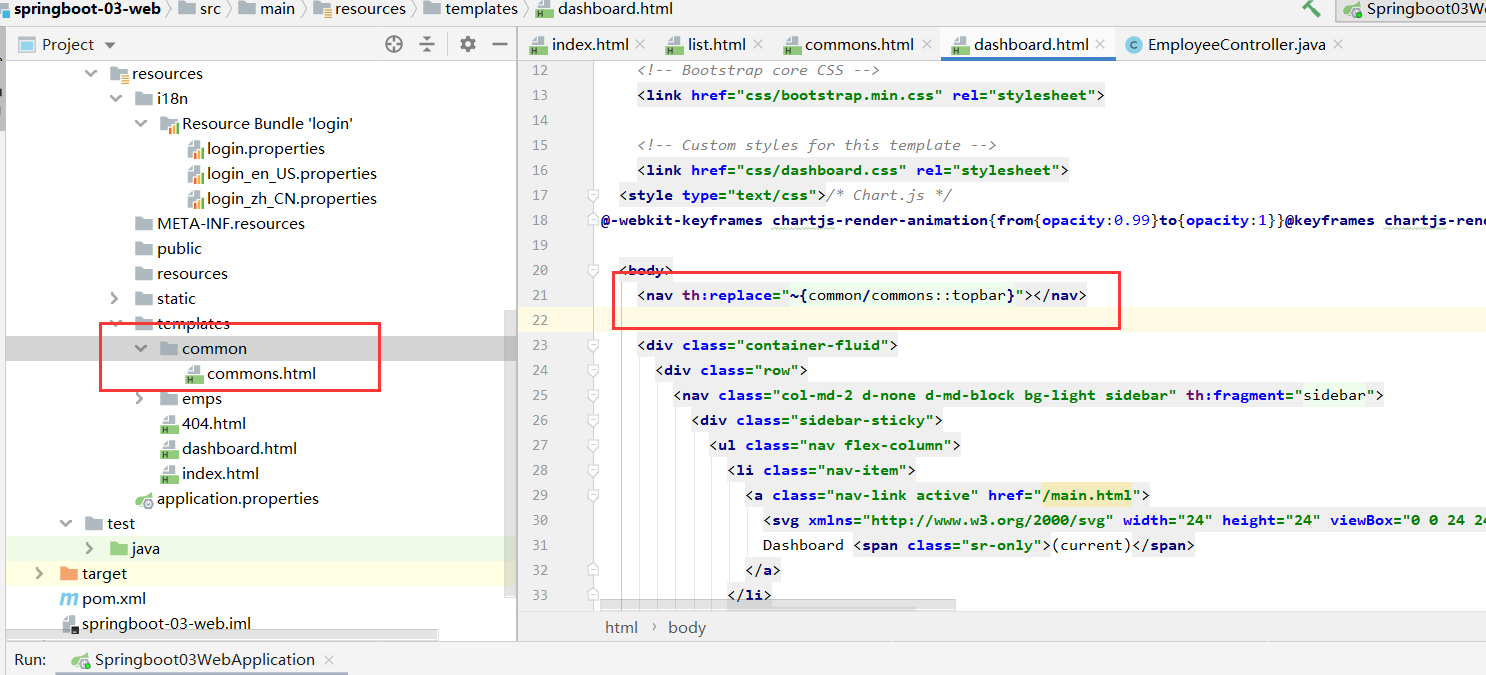 springboot-03-web src main resources templates dashboard.html Springboot03We
Project
index.html list.html commons.html dashboard.html EmployeeController.java
resources
i18n
Resource Bundle 'login'
login.properties
login_en_US.properties
login_zh_CN.properties
META-INF.resources
public
resources
static
templates
common
commons.html
emps
404.html
dashboard.html
index.html
application.properties
test
java
target
pom.xml
springboot-03-web.iml
12 <!-- Bootstrap core CSS -->
13 <link href="css/bootstrap.min.css" rel="stylesheet">
14
15 <!-- Custom styles for this template -->
16 <link href="css/dashboard.css" rel="stylesheet">
17 <style type="text/css">/* Chart.js */
18 @-webkit-keyframes chartjs-render-animation{from{opacity:0.99}to{opacity:1}}@keyframes chartjs-rend
19
20 <body>
21 <nav th:replace="~{common/commons::topbar}"></nav>
22
23 <div class="container-fluid">
24 <div class="row">
25 <nav class="col-md-2 d-none d-md-block bg-light sidebar" th:fragment="sidebar">
26 <div class="sidebar-sticky">
27 <ul class="nav flex-column">
28 <li class="nav-item">
29 <a class="nav-link active" href="/main.html">
30 <svg xmlns="http://www.w3.org/2000/svg" width="24" height="24" viewBox="0 0 24 24
31 Dashboard <span class="sr-only">(current)</span>
32 </a>
33 </li>
html body
Run: Springboot03WebApplication